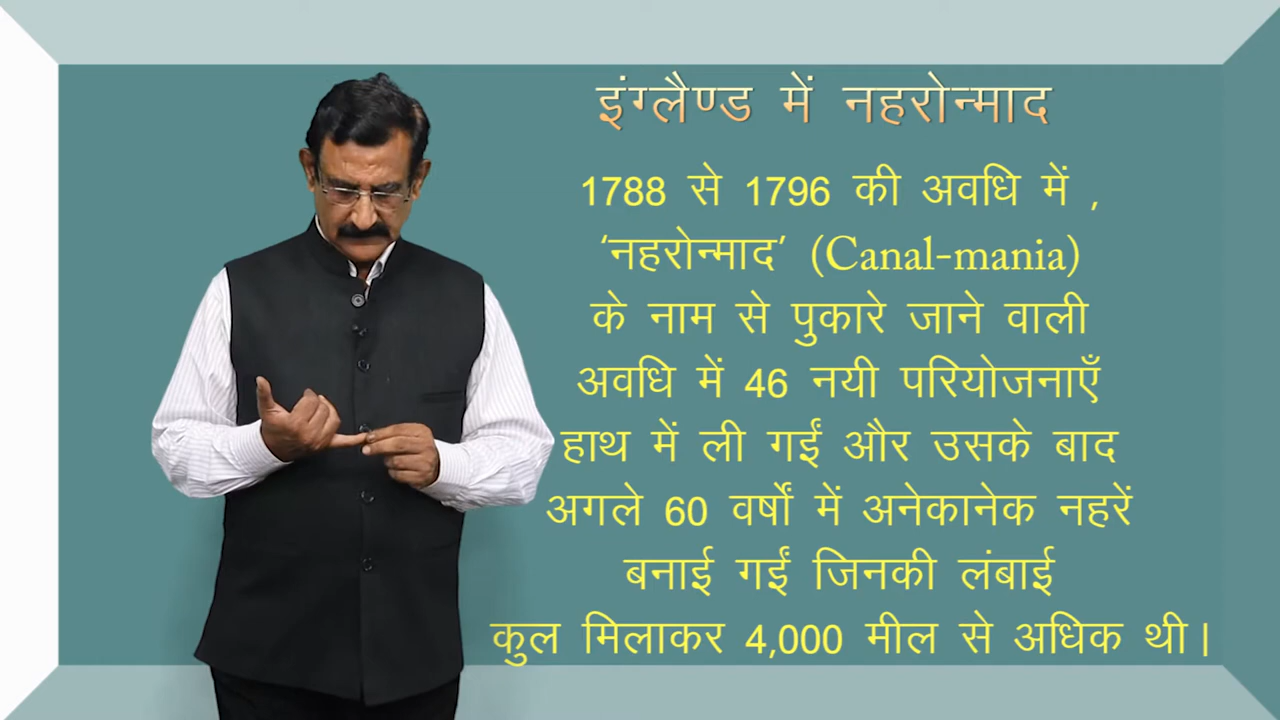 इंग्लैण्ड में नहरोन्माद
1788 से 1796 की अवधि में ,
‘नहरोन्माद’ (Canal-mania)
के नाम से पुकारे जाने वाली
अवधि में 46 नयी परियोजनाएँ
हाथ में ली गईं और उसके बाद
अगले 60 वर्षों में अनेकानेक नहरें
बनाई गईं जिनकी लंबाई
कुल मिलाकर 4,000 मील से अधिक थी।